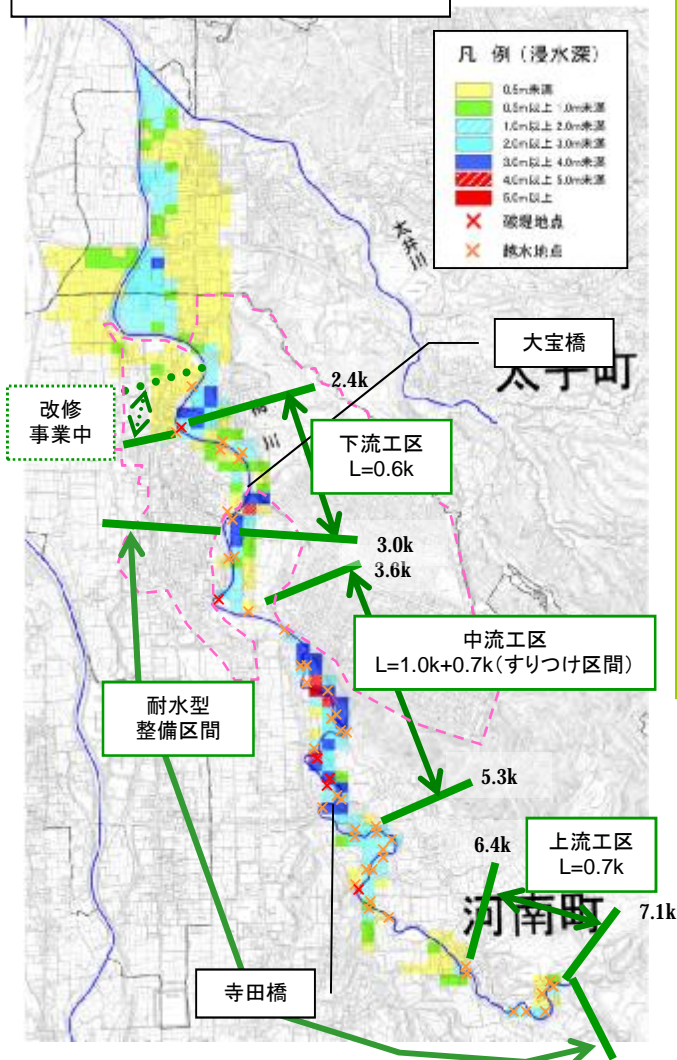 凡 例 (浸水深)
0.5m未満
0.5m以上 1.0m未満
1.0m以上 2.0m未満
2.0m以上 3.0m未満
3.0m以上 4.0m未満
4.0m以上 5.0m未満
5.0m以上
破堤地点
越水地点
太井川
大宝橋
太子町
2.4k
改修
事業中
川
下流工区
L=0.6k
3.0k
3.6k
中流工区
L=1.0k+0.7k(すりつけ区間)
耐水型
整備区間
5.3k
6.4k
上流工区
L=0.7k
河南町
7.1k
寺田橋